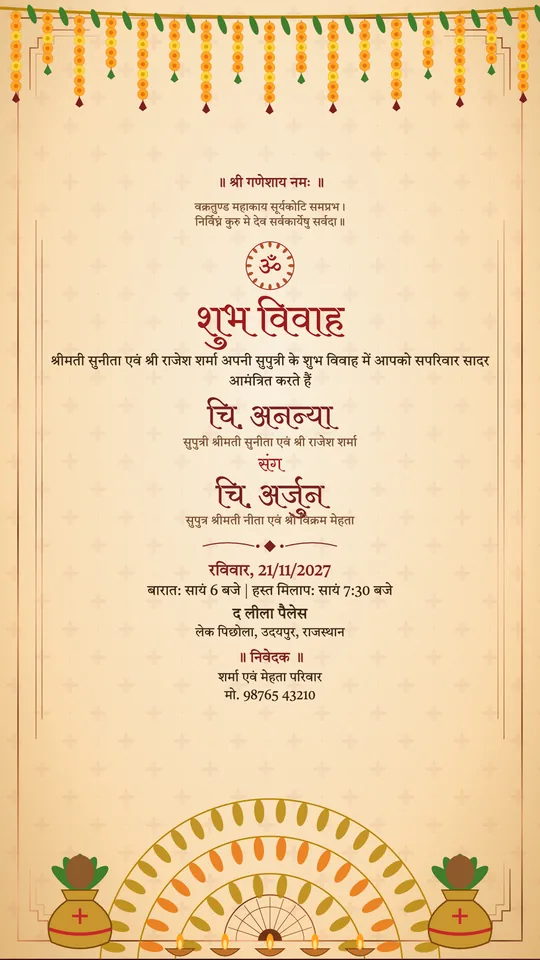 ॥ श्री गणेशाय नमः ॥
वक्रतुण्ड महाकाय सूर्यकोटि समप्रभ।
निर्विघ्नं कुरु मे देव सर्वकार्येषु सर्वदा॥
ॐ
शुभ विवाह
श्रीमती सुनीता एवं श्री राजेश शर्मा अपनी सुपुत्री के शुभ विवाह में आपको सपरिवार सादर
आमंत्रित करते हैं
चि. अनन्या
सुपुत्री श्रीमती सुनीता एवं श्री राजेश शर्मा
संग
चि. अर्जुन
सुपुत्र श्रीमती नीता एवं श्री विक्रम मेहता
रविवार, 21/11/2027
बारात: सायं 6 बजे | हस्त मिलाप: सायं 7:30 बजे
द लीला पैलेस
लेक पिछोला, उदयपुर, राजस्थान
॥ निवेदक ॥
शर्मा एवं मेहता परिवार
मो. 98765 43210